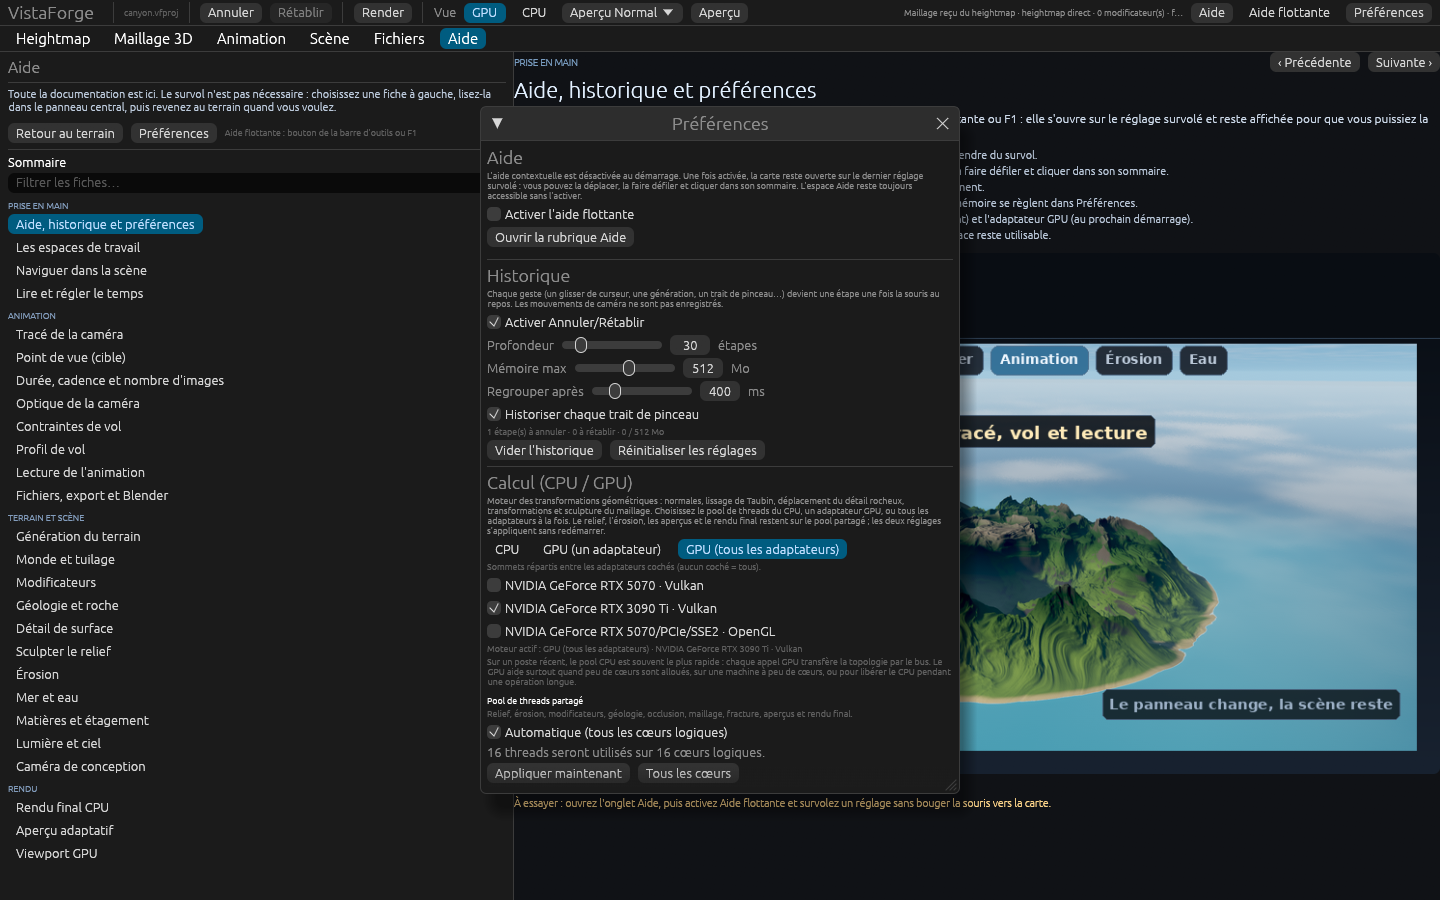 VistaForge
canyon.vfproj
Annuler
Rétablir
Render
Vue
GPU
CPU
Aperçu Normal
Aperçu
Maillage reçu du heightmap · heightmap direct · 0 modificateur(s) · f…
Aide
Aide flottante
Préférences
Heightmap
Maillage 3D
Animation
Scène
Fichiers
Aide
Aide
Toute la documentation est ici. Le survol n'est pas nécessaire : choisissez une fiche à gauche, lisez-la
dans le panneau central, puis revenez au terrain quand vous voulez.
Retour au terrain
Préférences
Aide flottante : bouton de la barre d'outils ou F1
Sommaire
Filtrer les fiches…
PRISE EN MAIN
Aide, historique et préférences
Les espaces de travail
Naviguer dans la scène
Lire et régler le temps
ANIMATION
Tracé de la caméra
Point de vue (cible)
Durée, cadence et nombre d'images
Optique de la caméra
Contraintes de vol
Profil de vol
Lecture de l'animation
Fichiers, export et Blender
TERRAIN ET SCÈNE
Génération du terrain
Monde et tuilage
Modificateurs
Géologie et roche
Détail de surface
Sculpter le relief
Érosion
Mer et eau
Matières et étagement
Lumière et ciel
Caméra de conception
RENDU
Rendu final CPU
Aperçu adaptatif
Viewport GPU
PRISE EN MAIN
‹ Précédente
Suivante ›
Aide, historique et préférences
ante ou F1 : elle s'ouvre sur le réglage survolé et reste affichée pour que vous puissiez la
endre du survol.
faire défiler et cliquer dans son sommaire.
ment.
émoire se règlent dans Préférences.
t) et l'adaptateur GPU (au prochain démarrage).
ace reste utilisable.
er
Animation
Érosion
Eau
acé, vol et lecture
Le panneau change, la scène reste
À essayer : ouvrez l'onglet Aide, puis activez Aide flottante et survolez un réglage sans bouger la souris vers la carte.
Préférences
Aide
L'aide contextuelle est désactivée au démarrage. Une fois activée, la carte reste ouverte sur le dernier réglage
survolé : vous pouvez la déplacer, la faire défiler et cliquer dans son sommaire. L'espace Aide reste toujours
accessible sans l'activer.
Activer l'aide flottante
Ouvrir la rubrique Aide
Historique
Chaque geste (un glisser de curseur, une génération, un trait de pinceau…) devient une étape une fois la souris au
repos. Les mouvements de caméra ne sont pas enregistrés.
Activer Annuler/Rétablir
Profondeur 30 étapes
Mémoire max 512 Mo
Regrouper après 400 ms
Historiser chaque trait de pinceau
1 étape(s) à annuler · 0 à rétablir · 0 / 512 Mo
Vider l'historique
Réinitialiser les réglages
Calcul (CPU / GPU)
Moteur des transformations géométriques : normales, lissage de Taubin, déplacement du détail rocheux,
transformations et sculpture du maillage. Choisissez le pool de threads du CPU, un adaptateur GPU, ou tous les
adaptateurs à la fois. Le relief, l'érosion, les aperçus et le rendu final restent sur le pool partagé ; les deux réglages
s'appliquent sans redémarrer.
CPU
GPU (un adaptateur)
GPU (tous les adaptateurs)
Sommets répartis entre les adaptateurs cochés (aucun coché = tous).
NVIDIA GeForce RTX 5070 · Vulkan
NVIDIA GeForce RTX 3090 Ti · Vulkan
NVIDIA GeForce RTX 5070/PCIe/SSE2 · OpenGL
Moteur actif : GPU (tous les adaptateurs) · NVIDIA GeForce RTX 3090 Ti · Vulkan
Sur un poste récent, le pool CPU est souvent le plus rapide : chaque appel GPU transfère la topologie par le bus. Le
GPU aide surtout quand peu de cœurs sont alloués, sur une machine à peu de cœurs, ou pour libérer le CPU pendant
une opération longue.
Pool de threads partagé
Relief, érosion, modificateurs, géologie, occlusion, maillage, fracture, aperçus et rendu final.
Automatique (tous les cœurs logiques)
16 threads seront utilisés sur 16 cœurs logiques.
Appliquer maintenant
Tous les cœurs